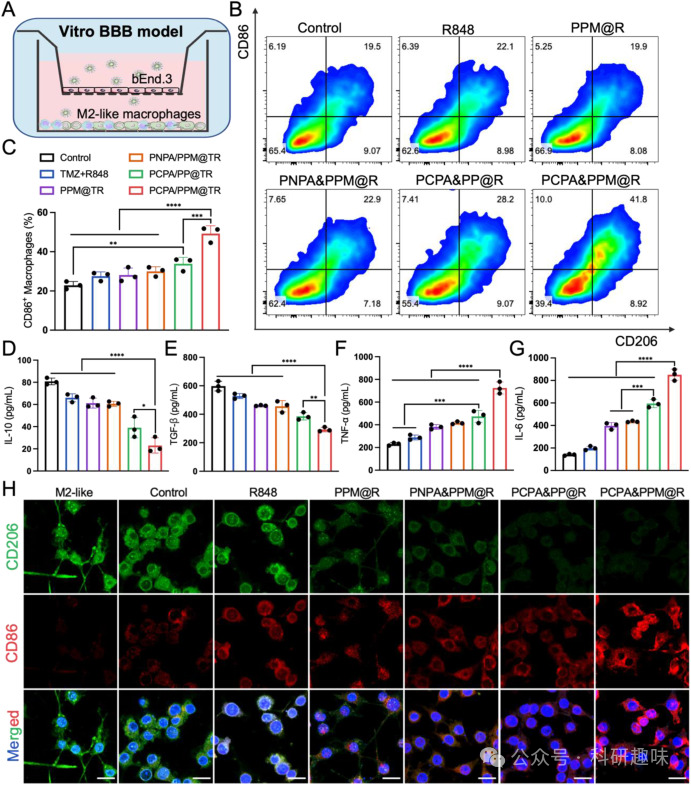 A
Vitro BBB model
bEnd.3
M2-like macrophages
B
CD86
Control
R848
PPM@R
6.19
19.5
65.4
9.07
6.39
22.1
62.6
8.98
5.25
19.9
66.9
8.08
PNPA&PPM@R
PCPA&PP@R
PCPA&PPM@R
7.65
22.9
62.4
7.18
7.41
28.2
55.4
9.07
10.0
41.8
39.4
8.92
CD206
C
Control
PNPA/PPM@TR
TMZ+R848
PCPA/PP@TR
PPM@TR
PCPA/PPM@TR
CD86+ Macrophages (%)
60
40
20
0
**
****
***
D
IL-10 (pg/mL)
100
80
60
40
20
0
****
*
E
TGF-β (pg/mL)
800
600
400
200
0
****
**
F
TNF-α (pg/mL)
1000
800
600
400
200
0
****
***
G
IL-6 (pg/mL)
1000
800
600
400
200
0
****
***
H
M2-like
Control
R848
PPM@R
PNPA&PPM@R
PCPA&PP@R
PCPA&PPM@R
CD206
CD86
Merged
公众号 · 科研趣味